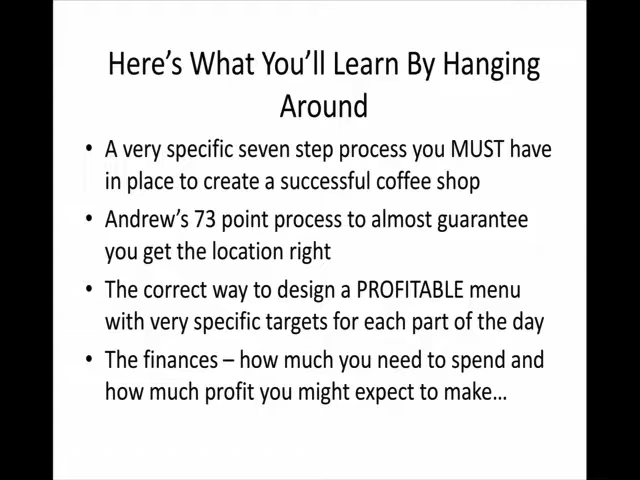 Here's What You'll Learn By Hanging
Around
• A very specific seven step process you MUST have
in place to create a successful coffee shop
• Andrew's 73 point process to almost guarantee
you get the location right
• The correct way to design a PROFITABLE menu
with very specific targets for each part of the day
• The finances – how much you need to spend and
how much profit you might expect to make…